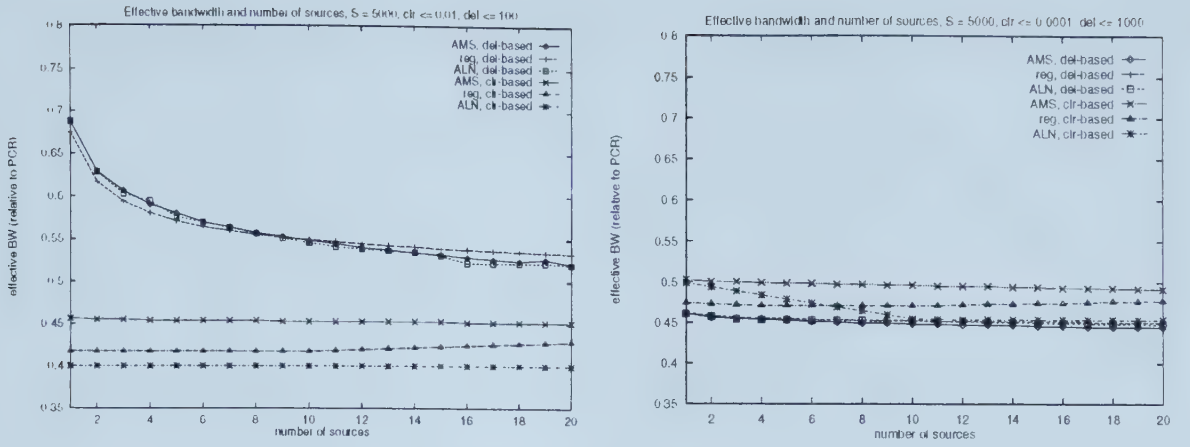 Effective bandwidth and number of sources, S = 5000, clr <= 0.01, del <= 100
0.8
0.75
0.7
0.65
0.6
0.55
0.5
0.45
0.4
0.35
effective BW (relative to PCR)
AMS, del-based
reg, del-based
ALN, del-based
AMS, clr-based
reg, clr-based
ALN, clr-based
2
4
6
8
10
12
14
16
18
20
number of sources
Effective bandwidth and number of sources, S = 5000, clr <= 0.0001 del <= 1000
0.8
0.75
0.7
0.65
0.6
0.55
0.5
0.45
0.4
0.35
effective BW (relative to PCR)
AMS, del-based
reg, del-based
ALN, del-based
AMS, clr-based
reg, clr-based
ALN, clr-based
2
4
6
8
10
12
14
16
18
20
number of sources